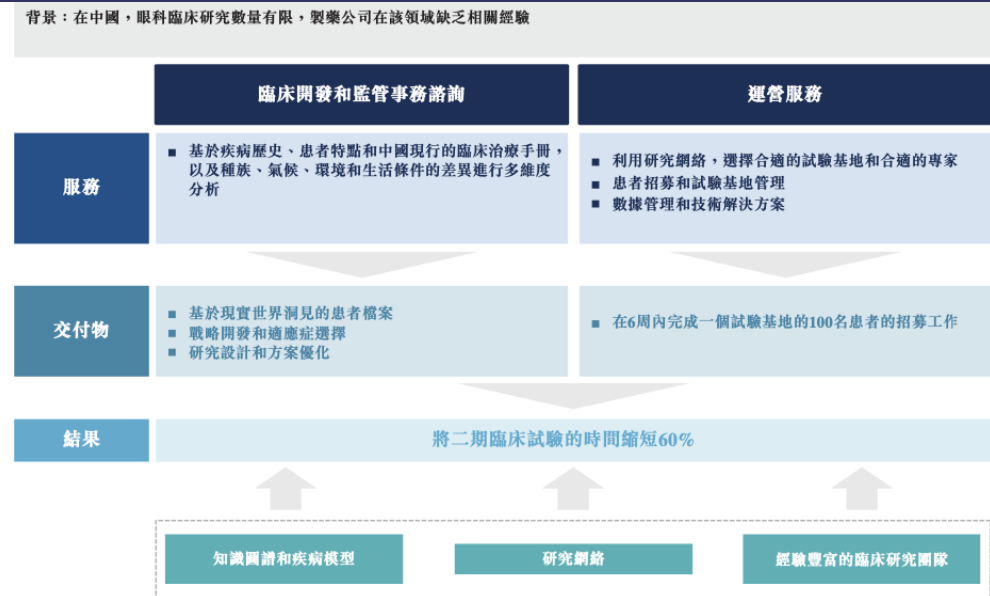 背景：在中國，眼科臨床研究數量有限，製藥公司在該領域缺乏相關經驗
臨床開發和監管事務諮詢
運營服務
服務
■ 基於疾病歷史、患者特點和中國現行的臨床治療手冊，
以及種族、氣候、環境和生活條件的差異進行多維度
分析
■ 利用研究網絡，選擇合適的試驗基地和合適的專家
■ 患者招募和試驗基地管理
■ 數據管理和技術解決方案
交付物
■ 基於現實世界洞見的患者檔案
■ 戰略開發和適應症選擇
■ 研究設計和方案優化
■ 在6周內完成一個試驗基地的100名患者的招募工作
結果
將二期臨床試驗的時間縮短60%
知識圖譜和疾病模型
研究網絡
經驗豐富的臨床研究團隊